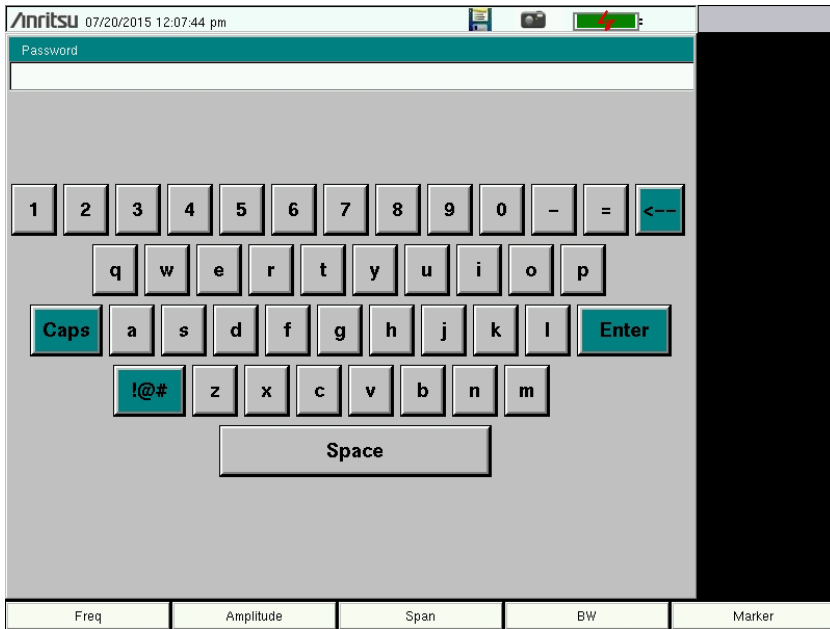 Anritsu 07/20/2015 12:07:44 pm
Password
1 2 3 4 5 6 7 8 9 0 - = <--
q w e r t y u i o p
Caps a s d f g h j k l Enter
!@# z x c v b n m
Space
Freq Amplitude Span BW Marker